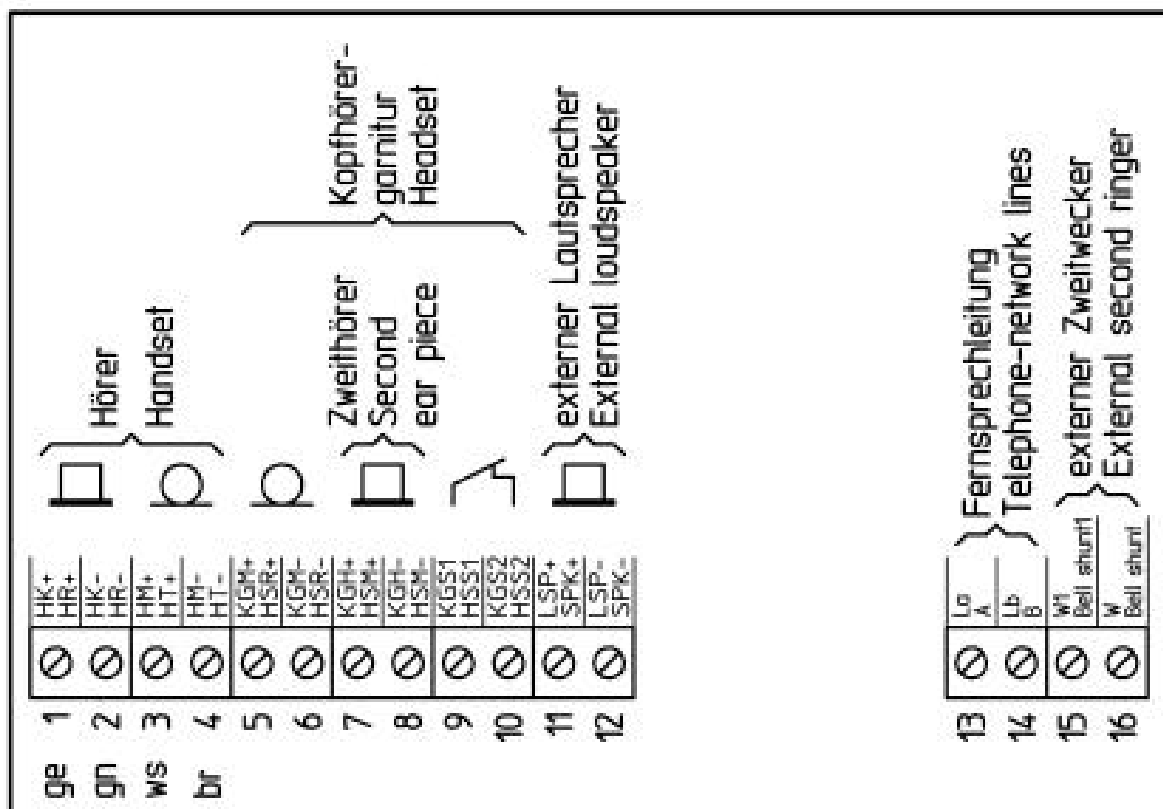 Hörer
Handset
Zweithörer
Second
ear piece
Kopfhörer-
garnitur
Headset
externer Lautsprecher
External loudspeaker
Fernsprechleitung
Telephone-network lines
externer Zweitwecker
External second ringer
HK+
HR+
HK-
HR-
HM+
HT+
HM-
HT-
KGM+
HSR+
KGM-
HSR-
KGH+
HSM+
KGH-
HSM-
KGS1
HSS1
KGS2
HSS2
LSP+
SPK+
LSP-
SPK-
La
A
Lb
B
W1
Bell shunt1
W
Bell shunt
1
2
3
4
5
6
7
8
9
10
11
12
13
14
15
16
ge
gn
ws
br